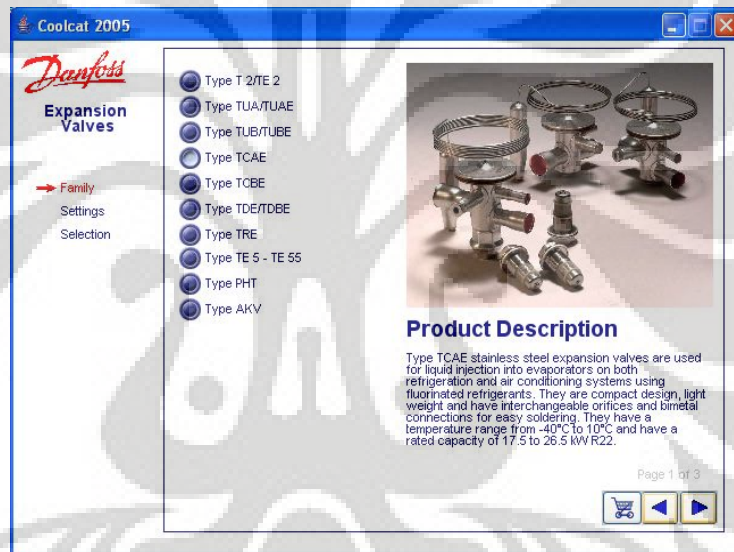 Coolcat 2005
Danfoss
Expansion
Valves
Family
Settings
Selection
Type T 2/TE 2
Type TUA/TUAE
Type TUB/TUBE
Type TCAE
Type TCBE
Type TDE/TDBE
Type TRE
Type TE 5 - TE 55
Type PHT
Type AKV
Product Description
Type TCAE stainless steel expansion valves are used
for liquid injection into evaporators on both
refrigeration and air conditioning systems using
fluorinated refrigerants. They are compact design, light
weight and have interchangeable orifices and bimetal
connections for easy soldering. They have a
temperature range from -40°C to 10°C and have a
rated capacity of 17.5 to 26.5 kW R22.
Page 1 of 3